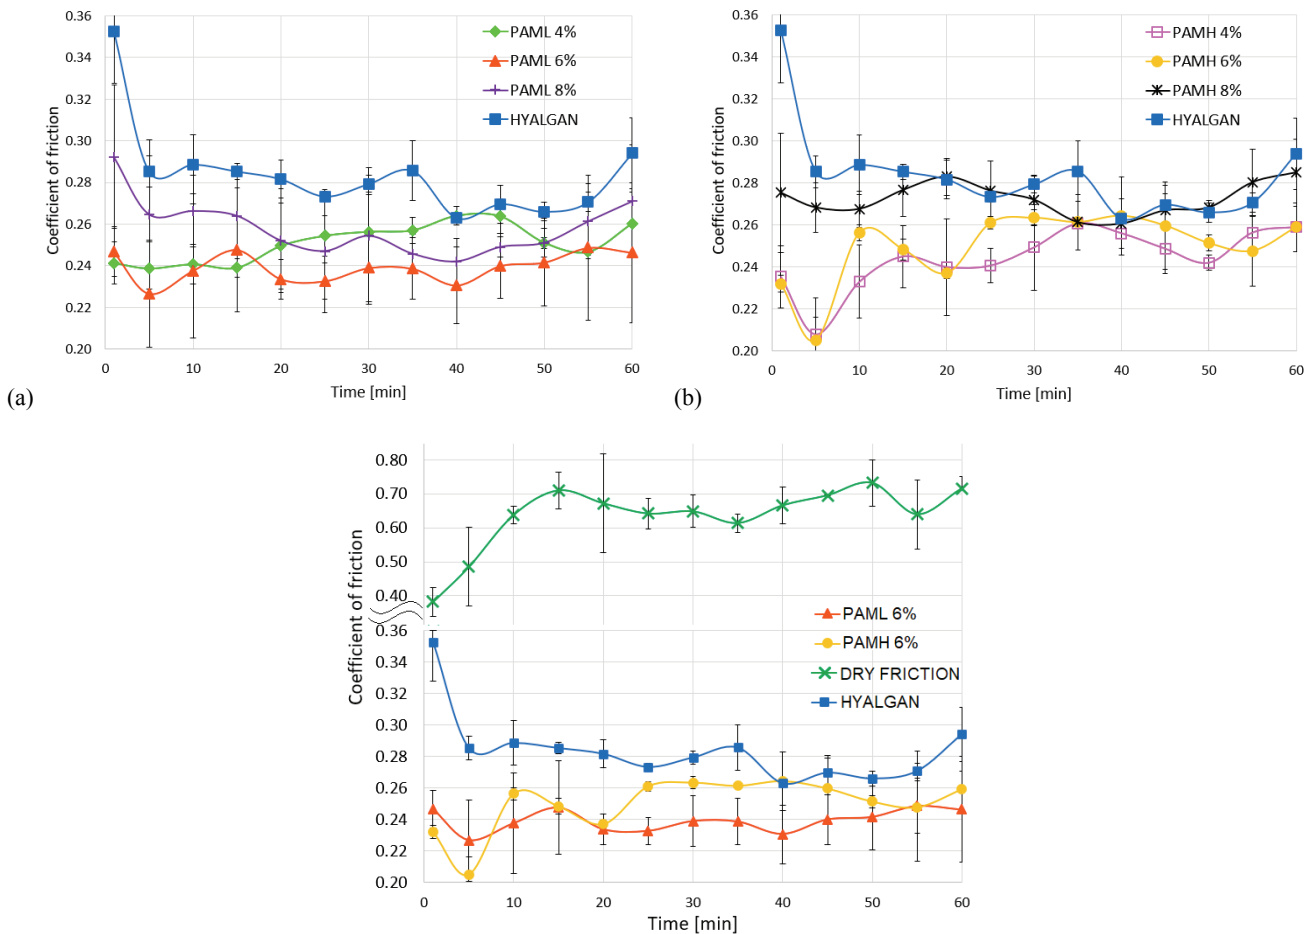 0.36
0.34
0.32
0.30
0.28
0.26
0.24
0.22
0.20
Coefficient of friction
0 10 20 30 40 50 60
Time [min]
PAML 4%
PAML 6%
PAML 8%
HYALGAN
(a)
0.36
0.34
0.32
0.30
0.28
0.26
0.24
0.22
0.20
Coefficient of friction
0 10 20 30 40 50 60
Time [min]
PAMH 4%
PAMH 6%
PAMH 8%
HYALGAN
(b)
0.80
0.70
0.60
0.50
0.40
0.36
0.34
0.32
0.30
0.28
0.26
0.24
0.22
0.20
Coefficient of friction
PAML 6%
PAMH 6%
DRY FRICTION
HYALGAN
0 10 20 30 40 50 60
Time [min]